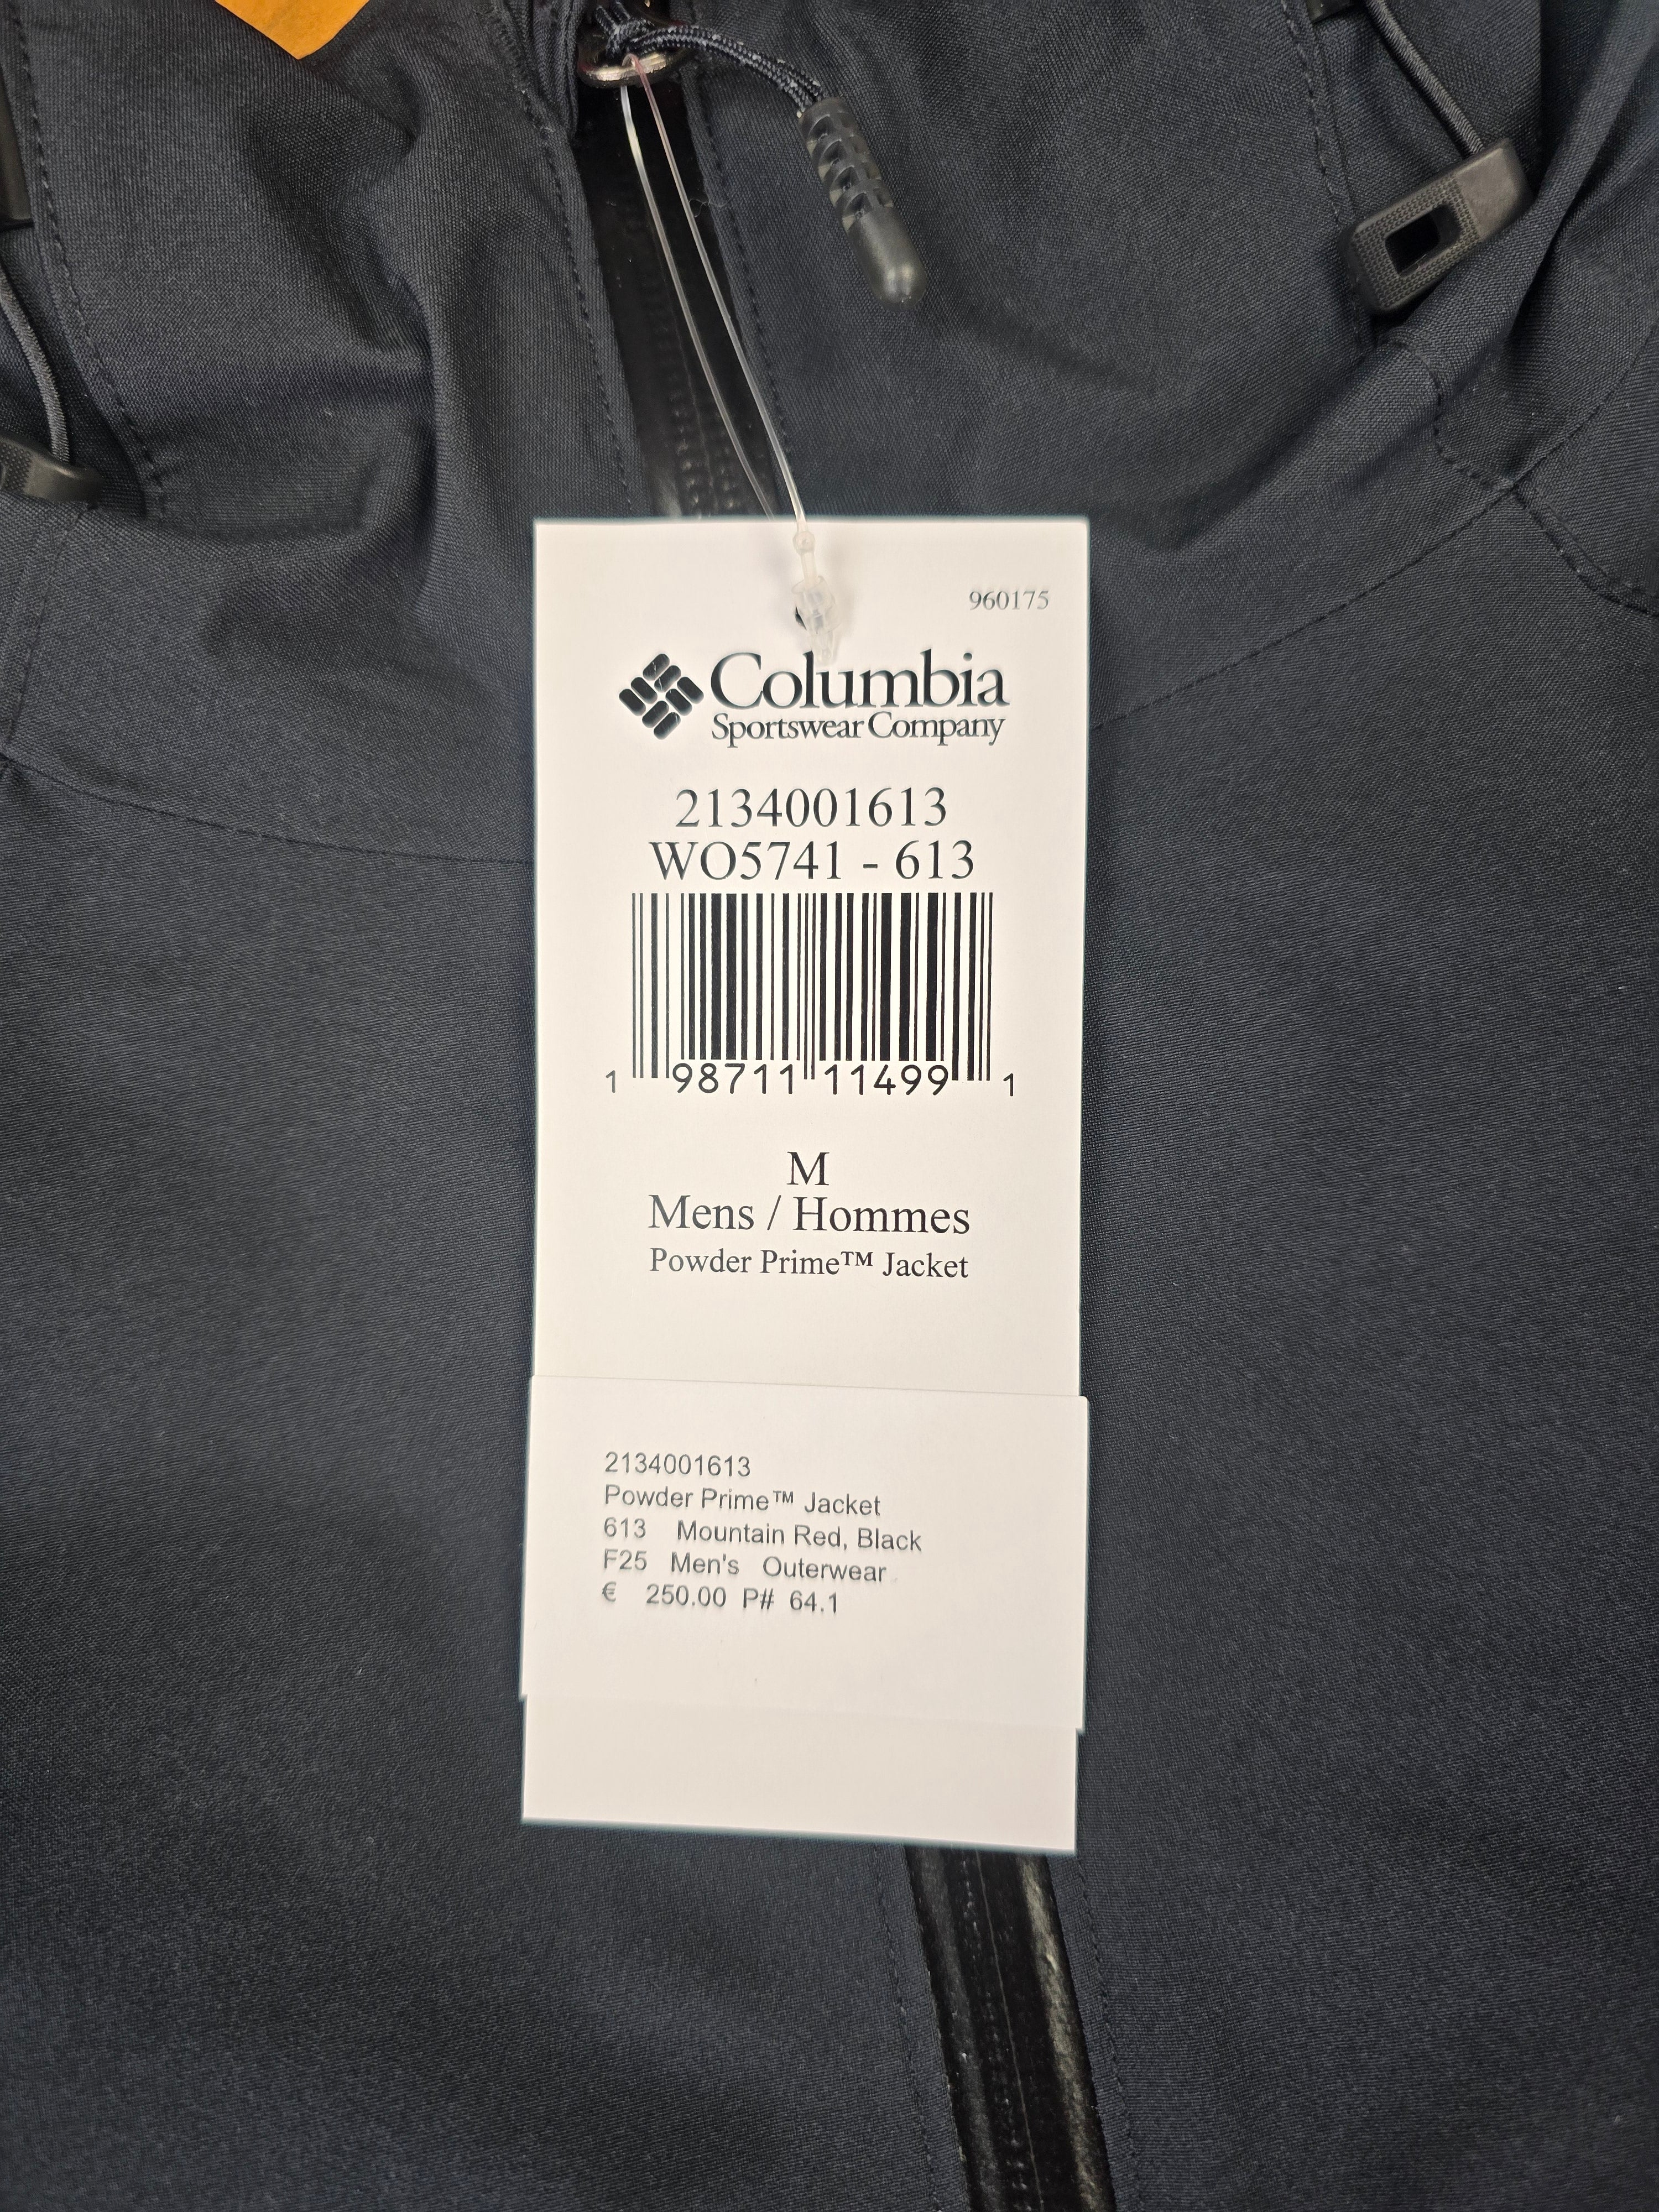 960175
Columbia
Sportswear Company
2134001613
WO5741 - 613
1 98711 11499 1
M
Mens / Hommes
Powder Prime™ Jacket
2134001613
Powder Prime™ Jacket
613 Mountain Red, Black
F25 Men's Outerwear
€ 250.00 P# 64.1